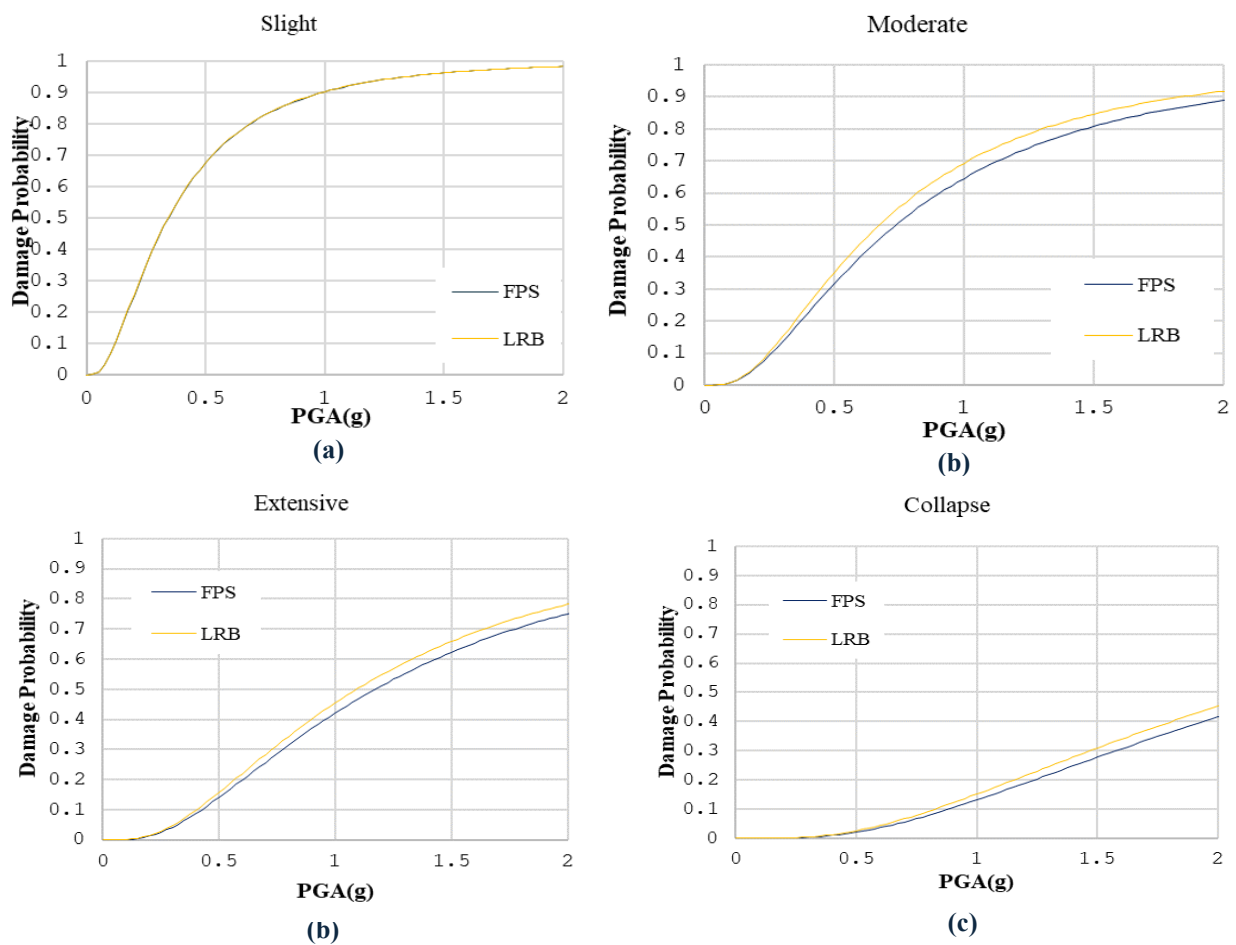 Slight
Damage Probability
1
0.9
0.8
0.7
0.6
0.5
0.4
0.3
0.2
0.1
0
FPS
LRB
0 0.5 1 1.5 2
PGA(g)
(a)
Moderate
Damage Probability
1
0.9
0.8
0.7
0.6
0.5
0.4
0.3
0.2
0.1
0
FPS
LRB
0 0.5 1 1.5 2
PGA(g)
(b)
Extensive
Damage Probability
1
0.9
0.8
0.7
0.6
0.5
0.4
0.3
0.2
0.1
0
FPS
LRB
0 0.5 1 1.5 2
PGA(g)
(b)
Collapse
Damage Probability
1
0.9
0.8
0.7
0.6
0.5
0.4
0.3
0.2
0.1
0
FPS
LRB
0 0.5 1 1.5 2
PGA(g)
(c)